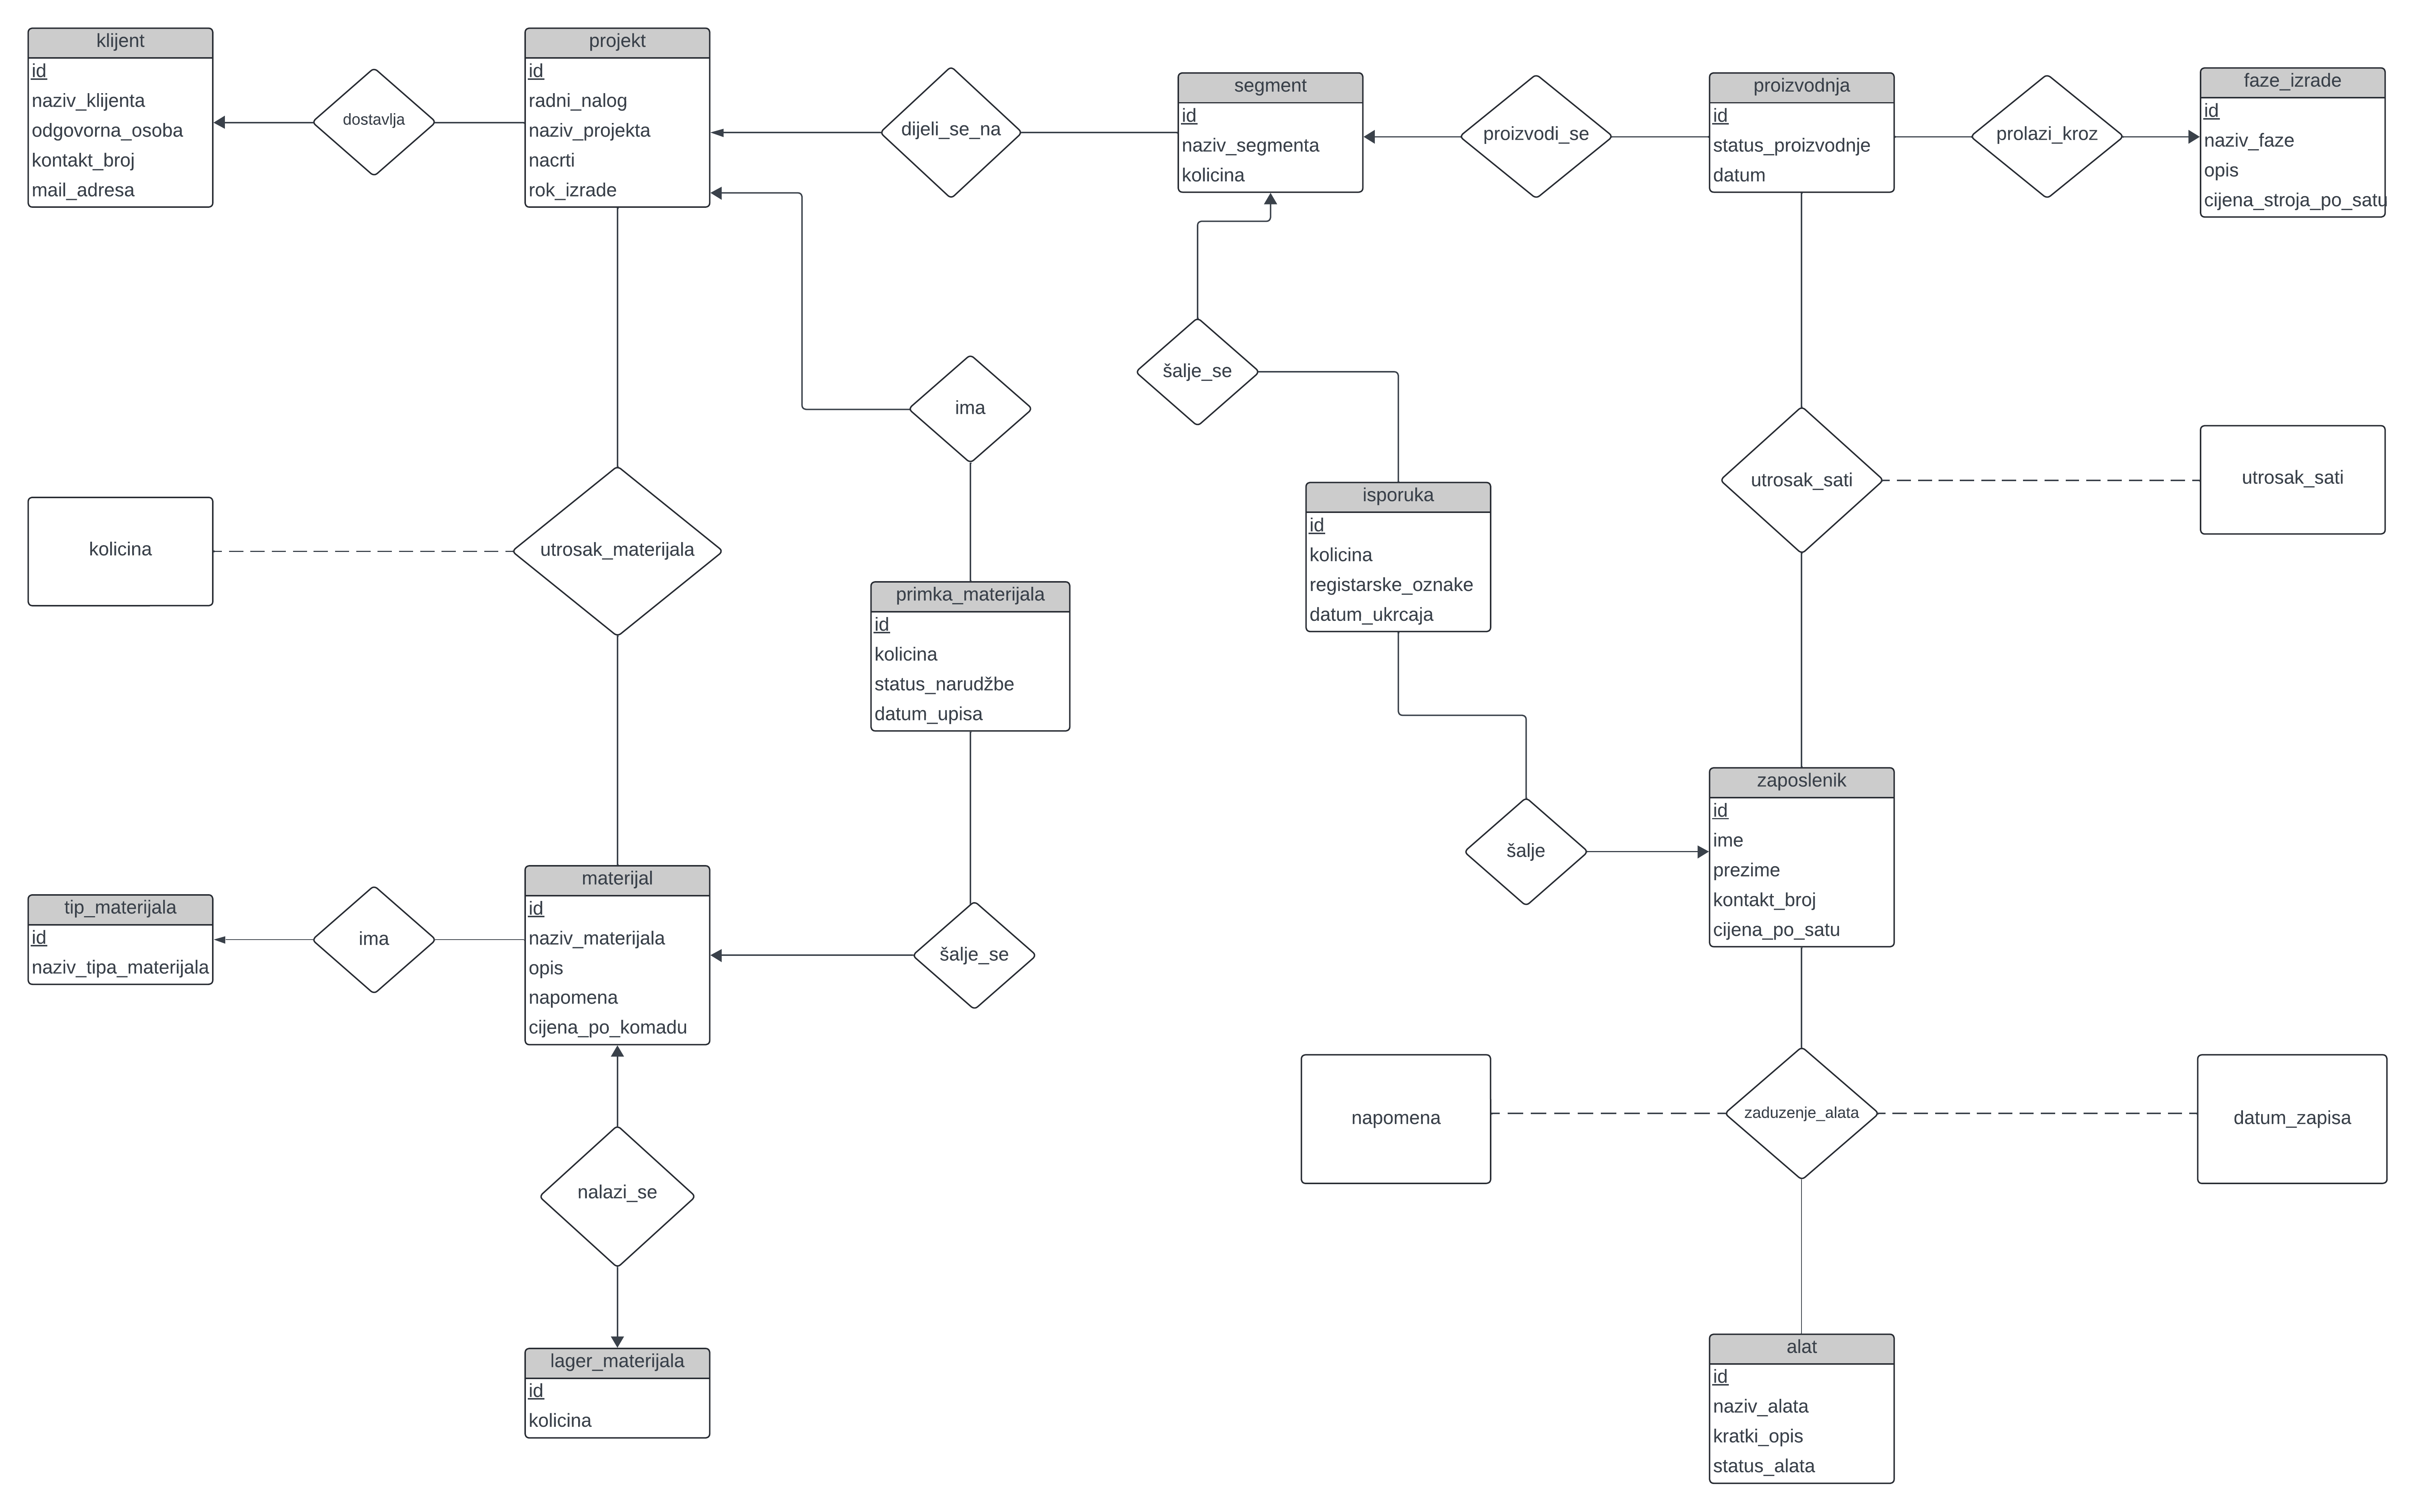 klijent
id
naziv_klijenta
odgovorna_osoba
kontakt_broj
mail_adresa
dostavlja
projekt
id
radni_nalog
naziv_projekta
nacrti
rok_izrade
dijeli_se_na
segment
id
naziv_segmenta
kolicina
proizvodi_se
proizvodnja
id
status_proizvodnje
datum
prolazi_kroz
faze_izrade
id
naziv_faze
opis
cijena_stroja_po_satu
šalje_se
ima
isporuka
id
kolicina
registarske_oznake
datum_ukrcaja
utrosak_sati
utrosak_sati
kolicina
utrosak_materijala
primka_materijala
id
kolicina
status_narudžbe
datum_upisa
zaposlenik
id
ime
prezime
kontakt_broj
cijena_po_satu
šalje
tip_materijala
id
naziv_tipa_materijala
ima
materijal
id
naziv_materijala
opis
napomena
cijena_po_komadu
šalje_se
napomena
zaduzenje_alata
datum_zapisa
nalazi_se
lager_materijala
id
kolicina
alat
id
naziv_alata
kratki_opis
status_alata